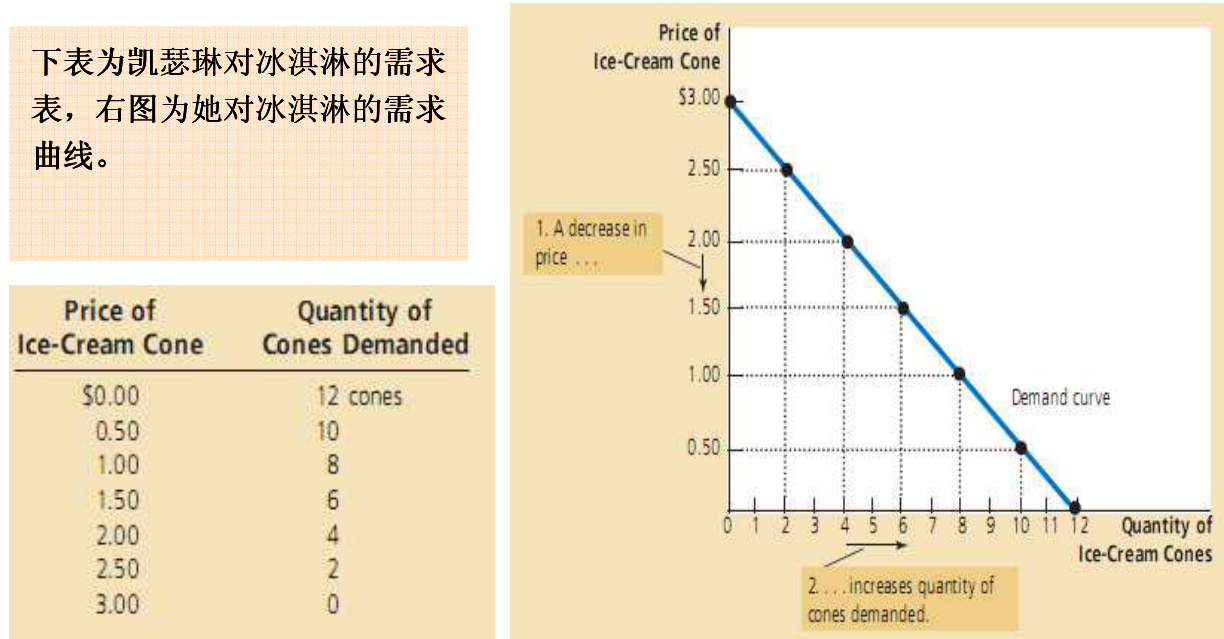 下表为凯瑟琳对冰淇淋的需求
表，右图为她对冰淇淋的需求
曲线。
Price of Quantity of
Ice-Cream Cone Cones Demanded
$0.00 12 cones
0.50 10
1.00 8
1.50 6
2.00 4
2.50 2
3.00 0
Price of
Ice-Cream Cone
$3.00
2.50
2.00
1.50
1.00
0.50
1. A decrease in
price . . .
Demand curve
0 1 2 3 4 5 6 7 8 9 10 11 12
Quantity of
Ice-Cream Cones
2. . . . increases quantity of
cones demanded.